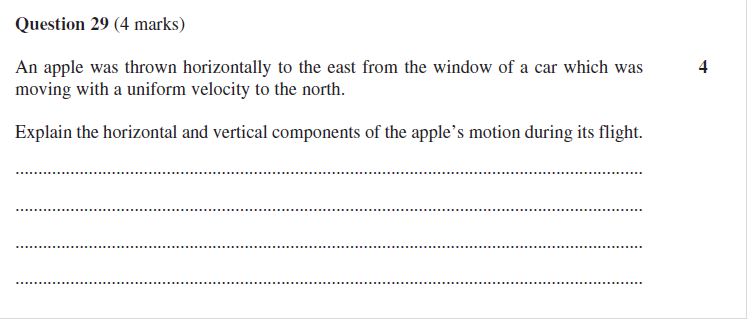 Question 29 (4 marks)
An apple was thrown horizontally to the east from the window of a car which was 4
moving with a uniform velocity to the north.
Explain the horizontal and vertical components of the apple's motion during its flight.